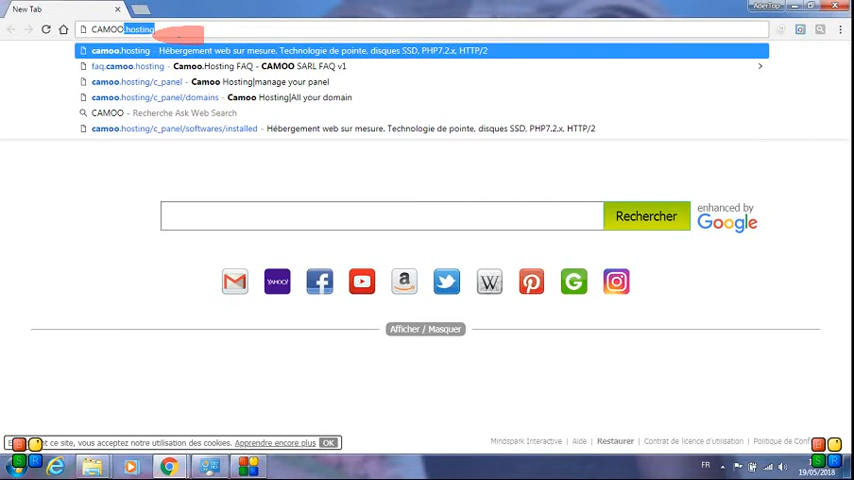 New Tab
AderTop
CAMOO.hosting
camoo.hosting - Hébergement web sur mesure. Technologie de pointe, disques SSD, PHP7.2.x, HTTP/2
faq.camoo.hosting - Camoo.Hosting FAQ - CAMOO SARL FAQ v1
camoo.hosting/c_panel - Camoo Hosting|manage your panel
camoo.hosting/c_panel/domains - Camoo Hosting|All your domain
CAMOO - Recherche Ask Web Search
camoo.hosting/c_panel/softwares/installed - Hébergement web sur mesure. Technologie de pointe, disques SSD, PHP7.2.x, HTTP/2
Rechercher
enhanced by
Google
YAHOO!
Afficher / Masquer
ent ce site, vous acceptez notre utilisation des cookies. Apprendre encore plus OK
Mindspark Interactive | Aide | Restaurer | Contrat de licence d'utilisation | Politique de Conf
FR
19/05/2018